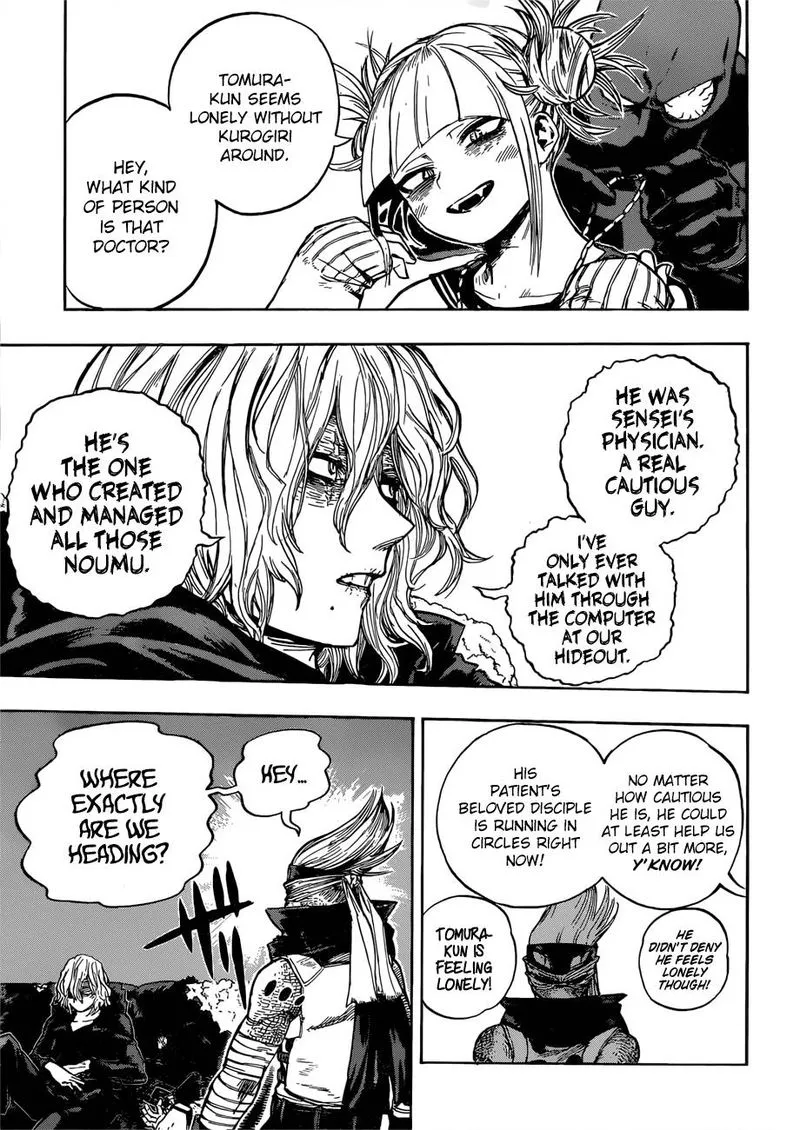 TOMURA-
KUN SEEMS
LONELY WITHOUT
KUROGIRI
AROUND.
HEY,
WHAT KIND
OF PERSON
IS THAT
DOCTOR?
HE WAS
SENSEI'S
PHYSICIAN.
A REAL
CAUTIOUS
GUY.
I'VE
ONLY EVER
TALKED WITH
HIM THROUGH
THE COMPUTER
AT OUR
HIDEOUT.
HE'S
THE ONE
WHO CREATED
AND MANAGED
ALL THOSE
NOUMU.
NO MATTER
HOW CAUTIOUS
HE IS, HE COULD
AT LEAST HELP US
OUT A BIT MORE,
Y'KNOW!
HIS
PATIENT'S
BELOVED DISCIPLE
IS RUNNING IN
CIRCLES RIGHT
NOW!
HE
DIDN'T DENY
HE FEELS
LONELY
THOUGH!
TOMURA-
KUN IS
FEELING
LONELY!
HEY...
WHERE
EXACTLY
ARE WE
HEADING?